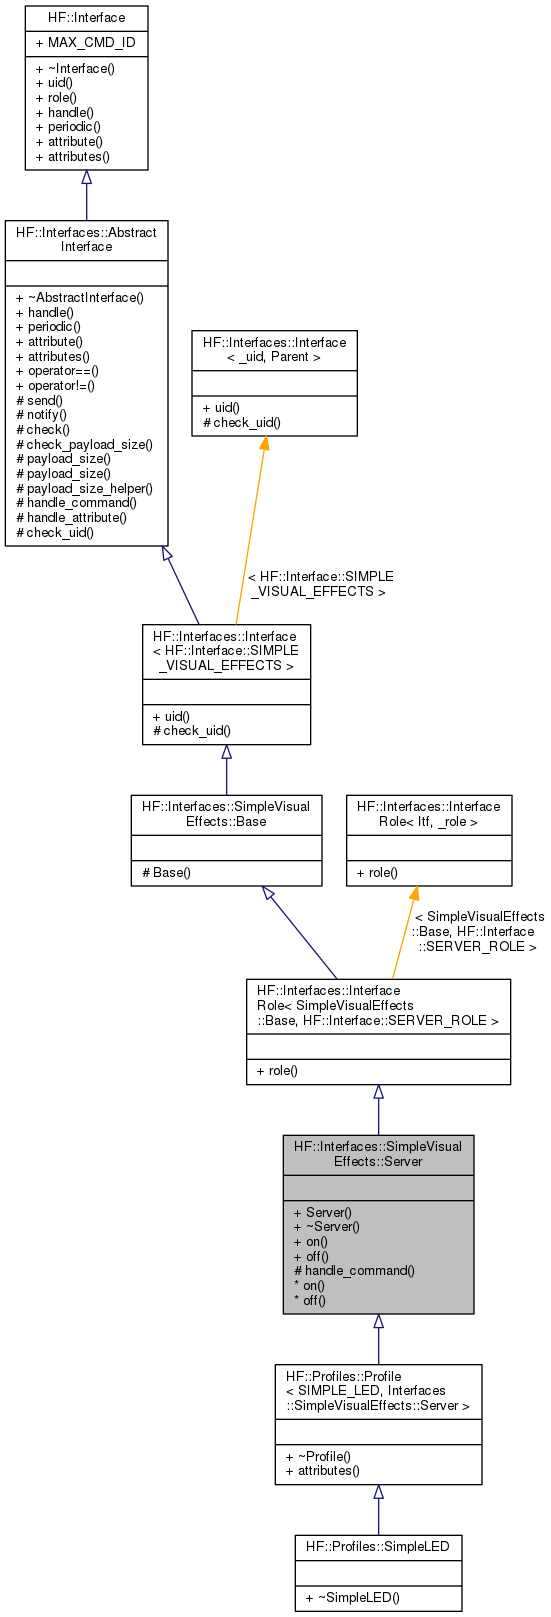 HF::Interface
+ MAX_CMD_ID
+ ~Interface()
+ uid()
+ role()
+ handle()
+ periodic()
+ attribute()
+ attributes()
HF::Interfaces::Abstract
Interface
+ ~AbstractInterface()
+ handle()
+ periodic()
+ attribute()
+ attributes()
+ operator==()
+ operator!=()
# send()
# notify()
# check()
# check_payload_size()
# payload_size()
# payload_size()
# payload_size_helper()
# handle_command()
# handle_attribute()
# check_uid()
HF::Interfaces::Interface
< _uid, Parent >
+ uid()
# check_uid()
< HF::Interface::SIMPLE
_VISUAL_EFFECTS >
HF::Interfaces::Interface
< HF::Interface::SIMPLE
_VISUAL_EFFECTS >
+ uid()
# check_uid()
HF::Interfaces::SimpleVisual
Effects::Base
# Base()
HF::Interfaces::Interface
Role< Itf, _role >
+ role()
< SimpleVisualEffects
::Base, HF::Interface
::SERVER_ROLE >
HF::Interfaces::Interface
Role< SimpleVisualEffects
::Base, HF::Interface::SERVER_ROLE >
+ role()
HF::Interfaces::SimpleVisual
Effects::Server
+ Server()
+ ~Server()
+ on()
+ off()
# handle_command()
* on()
* off()
HF::Profiles::Profile
< SIMPLE_LED, Interfaces
::SimpleVisualEffects::Server >
+ ~Profile()
+ attributes()
HF::Profiles::SimpleLED
+ ~SimpleLED()